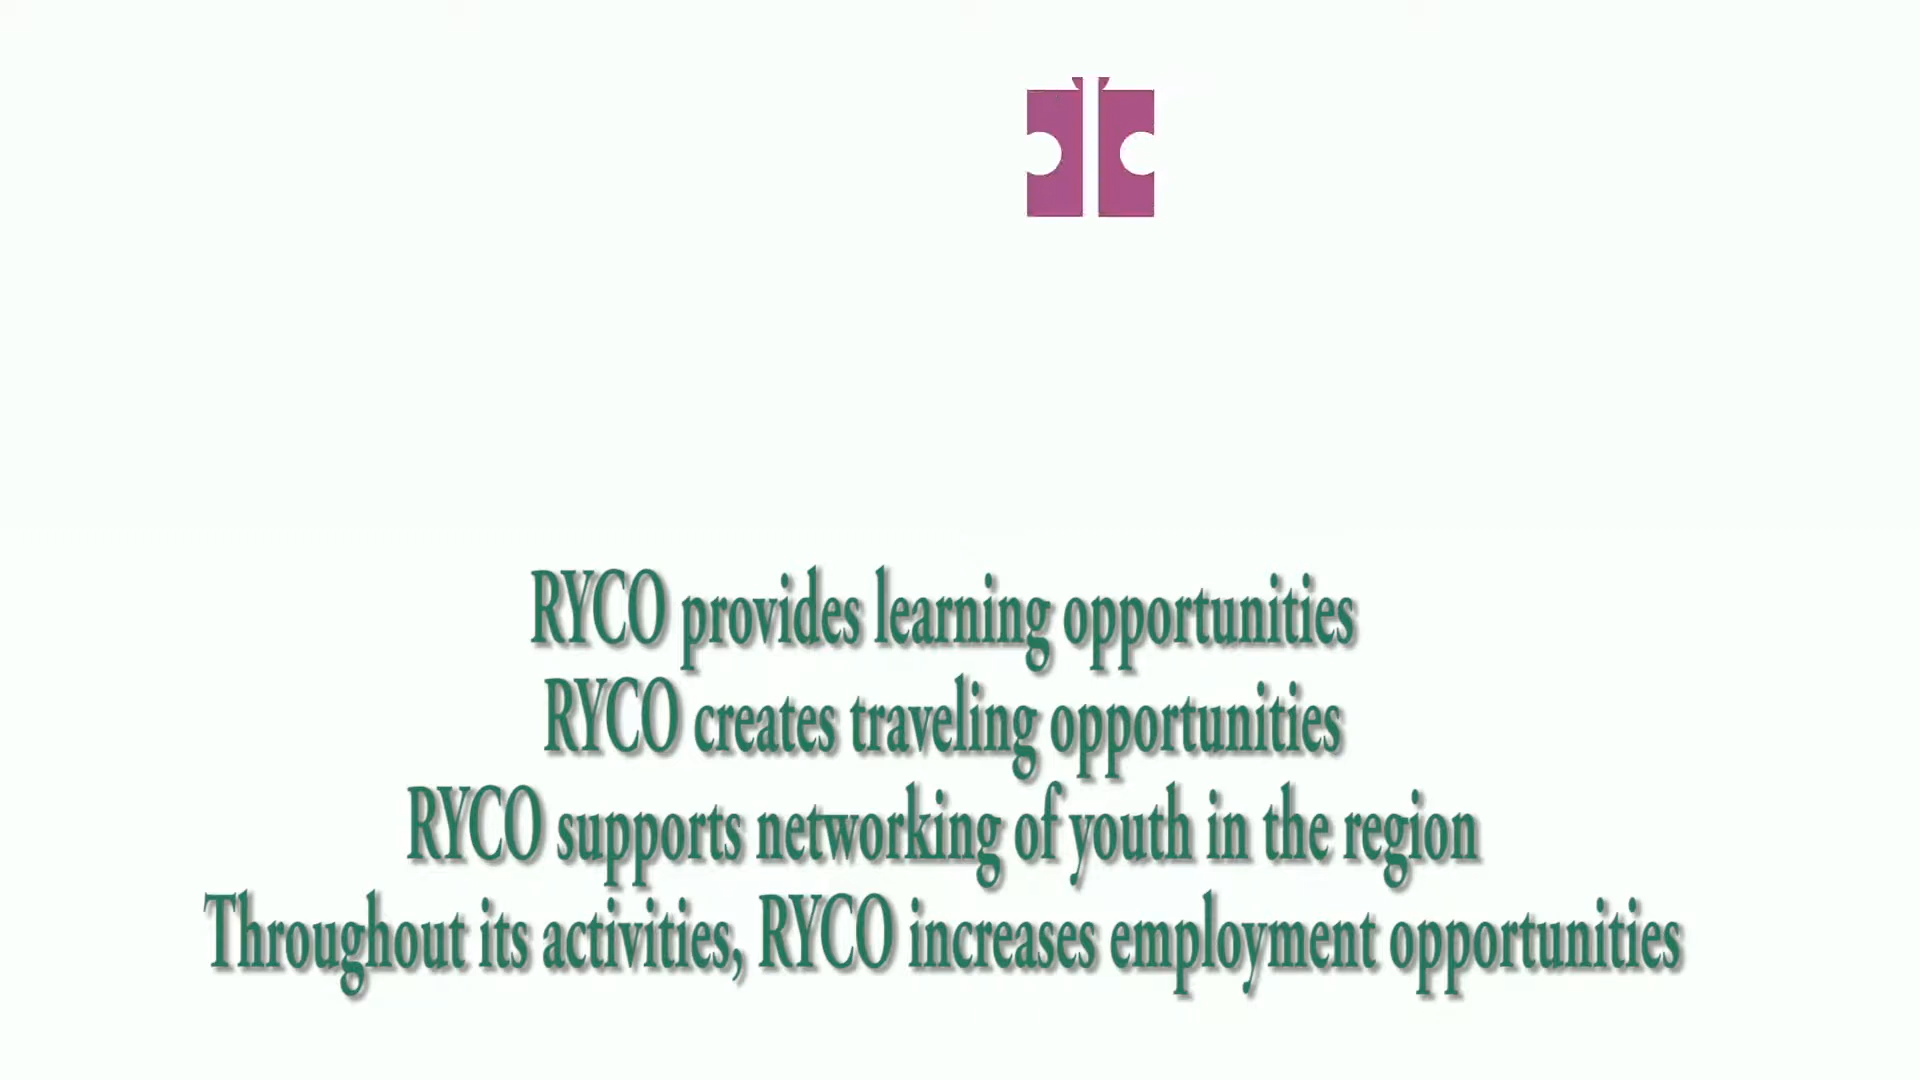 RYCO provides learning opportunities
RYCO creates traveling opportunities
RYCO supports networking of youth in the region
Throughout its activities, RYCO increases employment opportunities